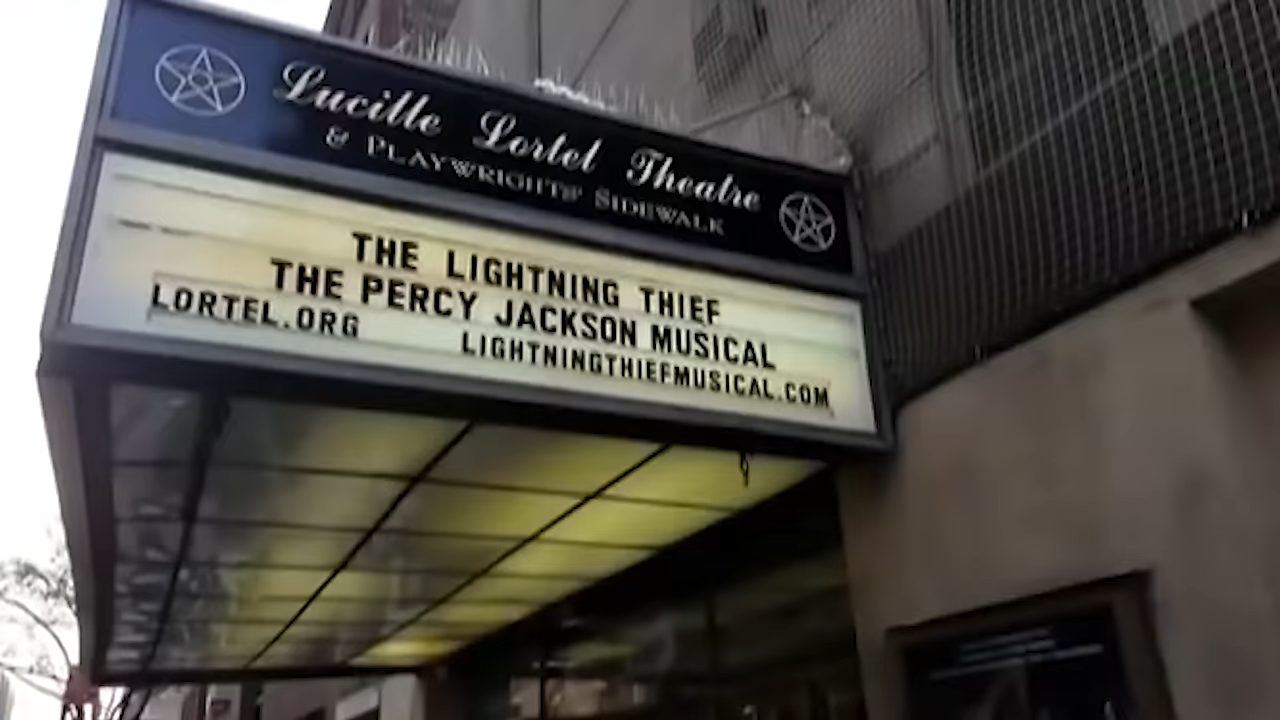 Lucille Lortel Theatre
& PLAYWRIGHTS' SIDEWALK
THE LIGHTNING THIEF
THE PERCY JACKSON MUSICAL
LORTEL.ORG LIGHTNINGTHIEFMUSICAL.COM